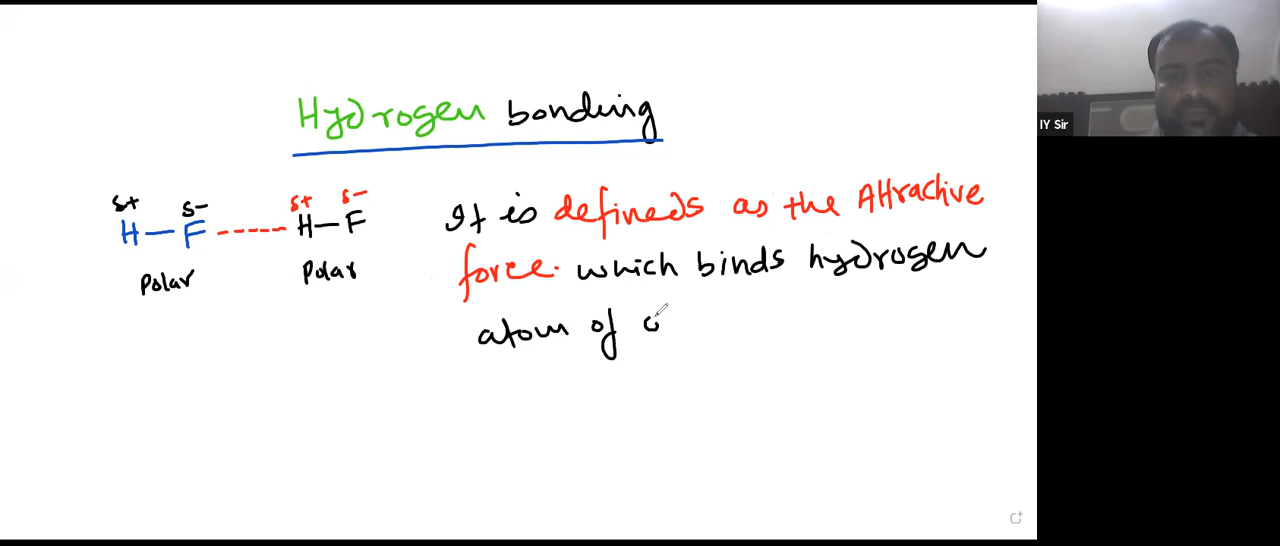 Hydrogen bonding
δ+ δ- δ+ δ-
H—F-----H—F
Polar Polar
It is defineds as the Attractive
force. which binds hydrogen
atom of o
IY Sir